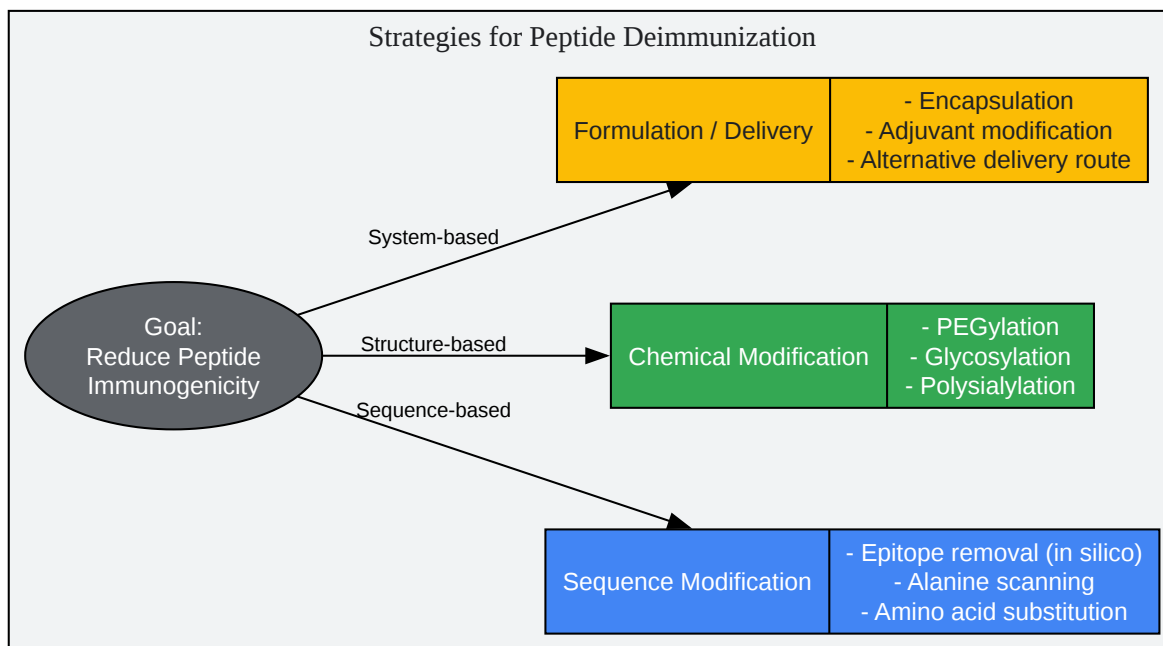 Strategies for Peptide Deimmunization
Formulation / Delivery
- Encapsulation
- Adjuvant modification
- Alternative delivery route
System-based
Goal:
Reduce Peptide
Immunogenicity
Structure-based
Chemical Modification
- PEGylation
- Glycosylation
- Polysialylation
Sequence-based
Sequence Modification
- Epitope removal (in silico)
- Alanine scanning
- Amino acid substitution